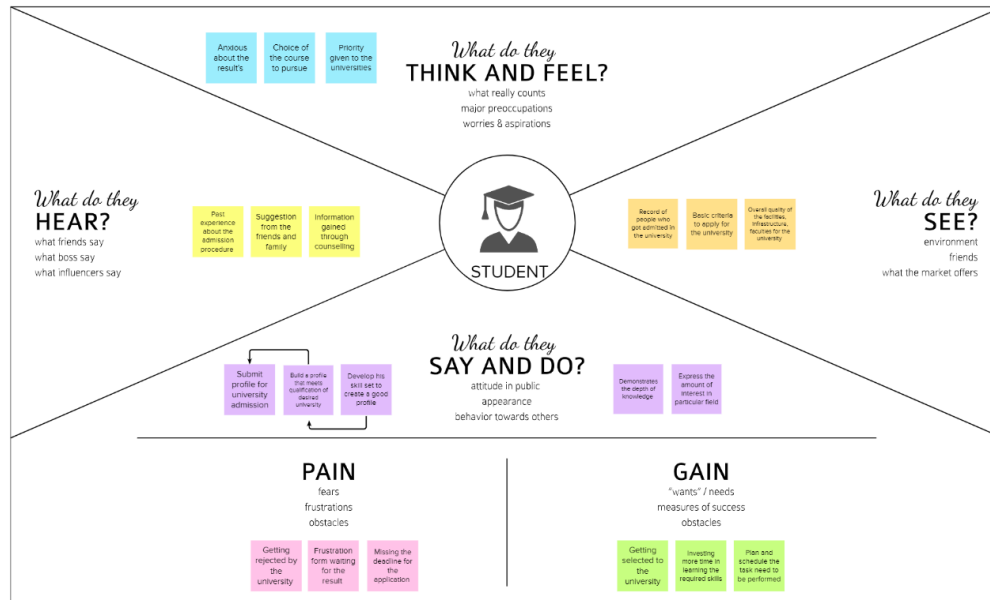 Anxious
about the
result's
Choice of
the course
to pursue
Priority
given to the
universities
What do they
THINK AND FEEL?
what really counts
major preoccupations
worries & aspirations
What do they
HEAR?
what friends say
what boss say
what influencers say
Past
experience
about the
admission
procedure
Suggestion
from the
friends and
family
Information
gained
through
counselling
STUDENT
Record of
people who
got admitted in
the university
Basic criteria
to apply for
the university
Overall quality of
the facilities,
infrastructure,
faculties for the
university
What do they
SEE?
environment
friends
what the market offers
What do they
SAY AND DO?
attitude in public
appearance
behavior towards others
Submit
profile for
university
admission
Build a profile
that meets
qualification of
desired
university
Develop his
skill set to
create a good
profile
Demonstrates
the depth of
knowledge
Express the
amount of
interest in
particular field
PAIN
fears
frustrations
obstacles
Getting
rejected by
the
university
Frustration
form waiting
for the
result
Missing the
deadline for
the
application
GAIN
"wants" / needs
measures of success
obstacles
Getting
selected to
the
university
Investing
more time in
learning the
required skills
Plan and
schedule the
task need to
be performed